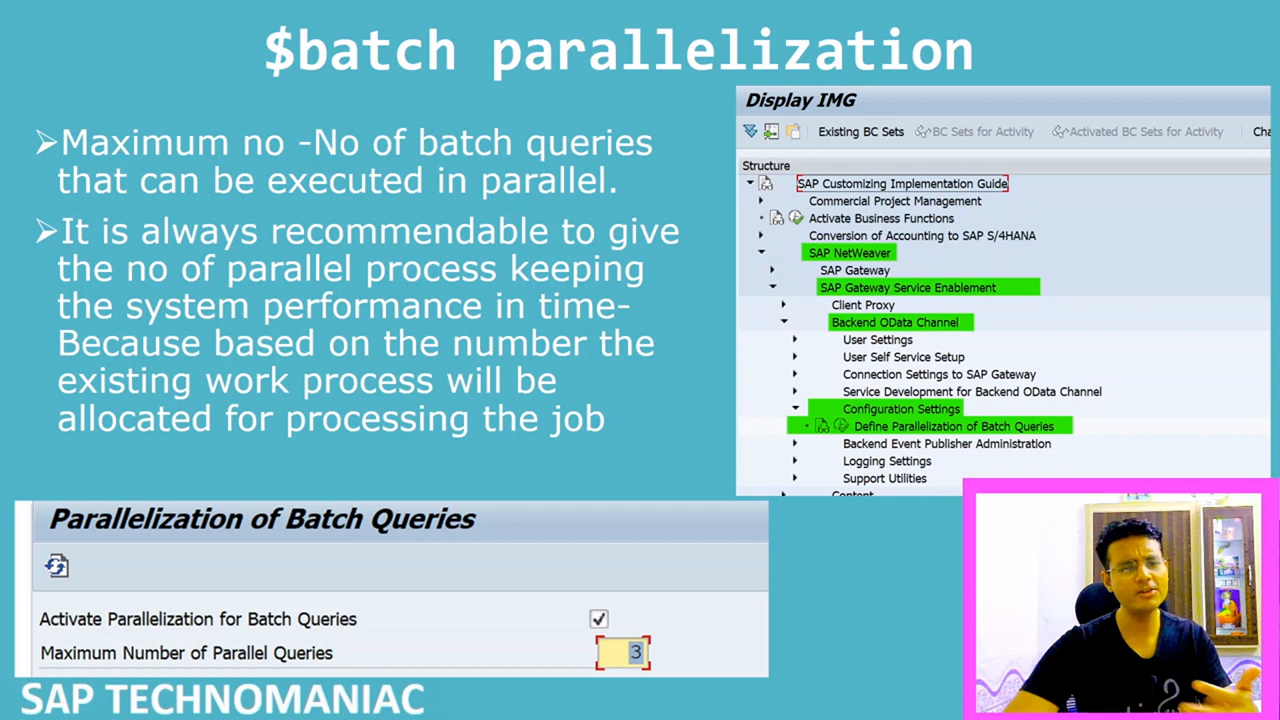 $batch parallelization
➢Maximum no -No of batch queries
that can be executed in parallel.
➢It is always recommendable to give
the no of parallel process keeping
the system performance in time-
Because based on the number the
existing work process will be
allocated for processing the job
Display IMG
Existing BC Sets BC Sets for Activity Activated BC Sets for Activity Cha
Structure
SAP Customizing Implementation Guide
Commercial Project Management
Activate Business Functions
Conversion of Accounting to SAP S/4HANA
SAP NetWeaver
SAP Gateway
SAP Gateway Service Enablement
Client Proxy
Backend OData Channel
User Settings
User Self Service Setup
Connection Settings to SAP Gateway
Service Development for Backend OData Channel
Configuration Settings
Define Parallelization of Batch Queries
Backend Event Publisher Administration
Logging Settings
Support Utilities
Content
Parallelization of Batch Queries
Activate Parallelization for Batch Queries
Maximum Number of Parallel Queries 3
SAP TECHNOMANIAC